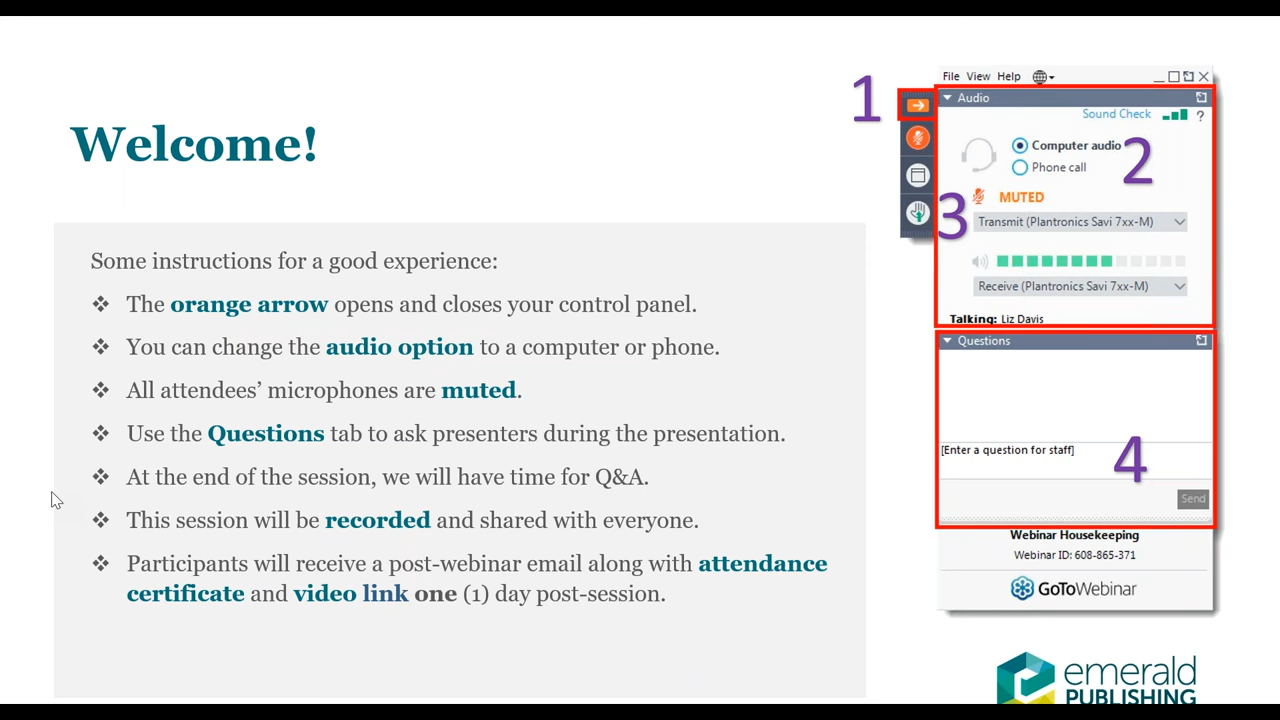 Welcome!
Some instructions for a good experience:
❖ The orange arrow opens and closes your control panel.
❖ You can change the audio option to a computer or phone.
❖ All attendees’ microphones are muted.
❖ Use the Questions tab to ask presenters during the presentation.
❖ At the end of the session, we will have time for Q&A.
❖ This session will be recorded and shared with everyone.
❖ Participants will receive a post-webinar email along with attendance
certificate and video link one (1) day post-session.
1
File View Help
Audio
Sound Check ?
Computer audio
2
Phone call
MUTED
3
Transmit (Plantronics Savi 7xx-M)
Receive (Plantronics Savi 7xx-M)
Talking: Liz Davis
Questions
[Enter a question for staff]
4
Send
Webinar Housekeeping
Webinar ID: 608-865-371
GoToWebinar
emerald
PUBLISHING